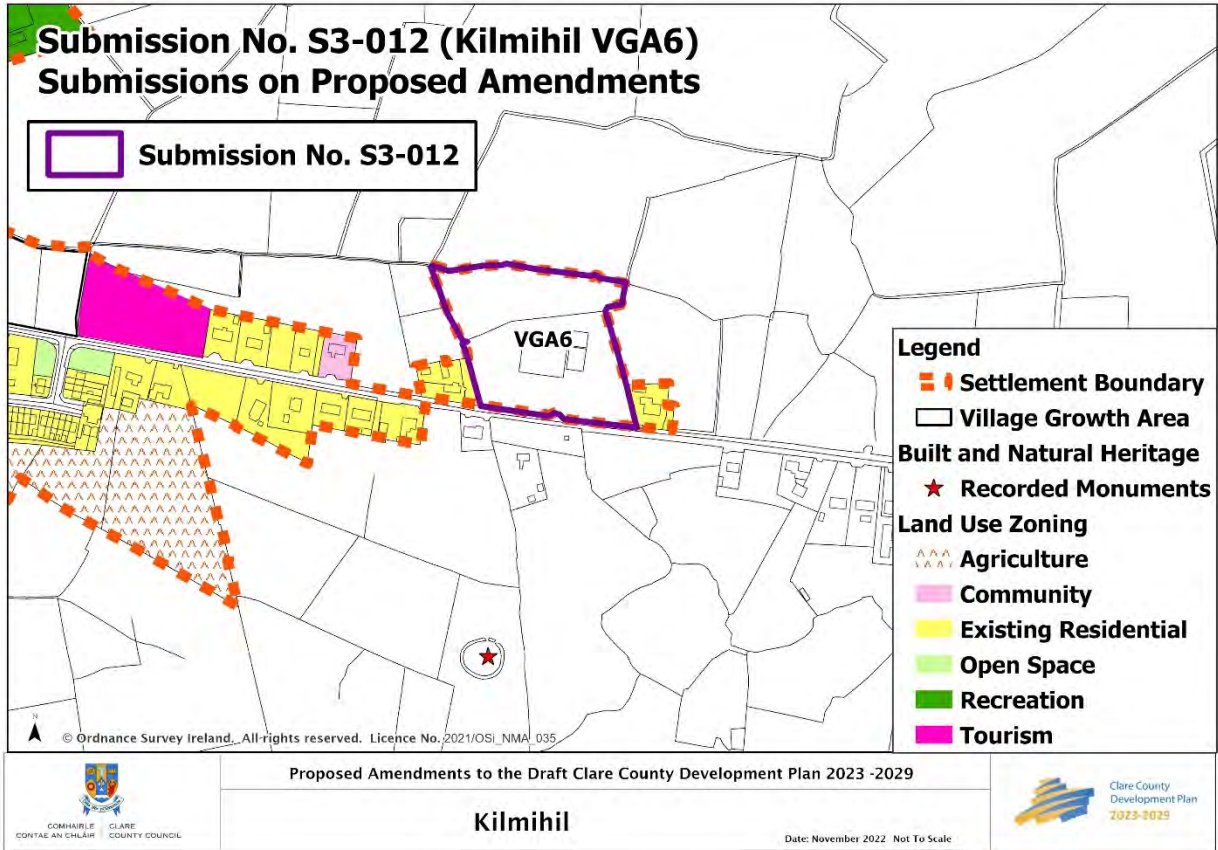 Submission No. S3-012 (Kilmihil VGA6)
Submissions on Proposed Amendments
Submission No. S3-012
VGA6
Legend
Settlement Boundary
Village Growth Area
Built and Natural Heritage
Recorded Monuments
Land Use Zoning
Agriculture
Community
Existing Residential
Open Space
Recreation
Tourism
N
© Ordnance Survey Ireland. All rights reserved. Licence No. 2021/OSi_NMA_035
COMHAIRLE CLARE
CONTAE AN CHLÁIR COUNTY COUNCIL
Proposed Amendments to the Draft Clare County Development Plan 2023 -2029
Kilmihil
Date: November 2022 Not To Scale
Clare County
Development Plan
2023-2029